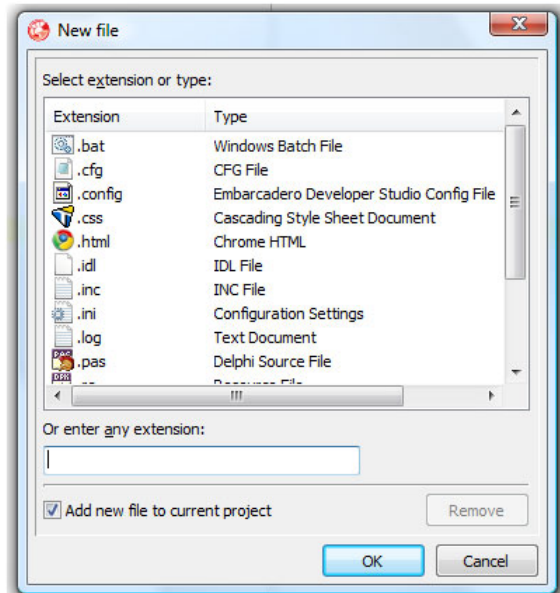 New file
Select extension or type:
Extension Type
.bat Windows Batch File
.cfg CFG File
.config Embarcadero Developer Studio Config File
.css Cascading Style Sheet Document
.html Chrome HTML
.idl IDL File
.inc INC File
.ini Configuration Settings
.log Text Document
.pas Delphi Source File
Or enter any extension:
Add new file to current project
Remove
OK
Cancel